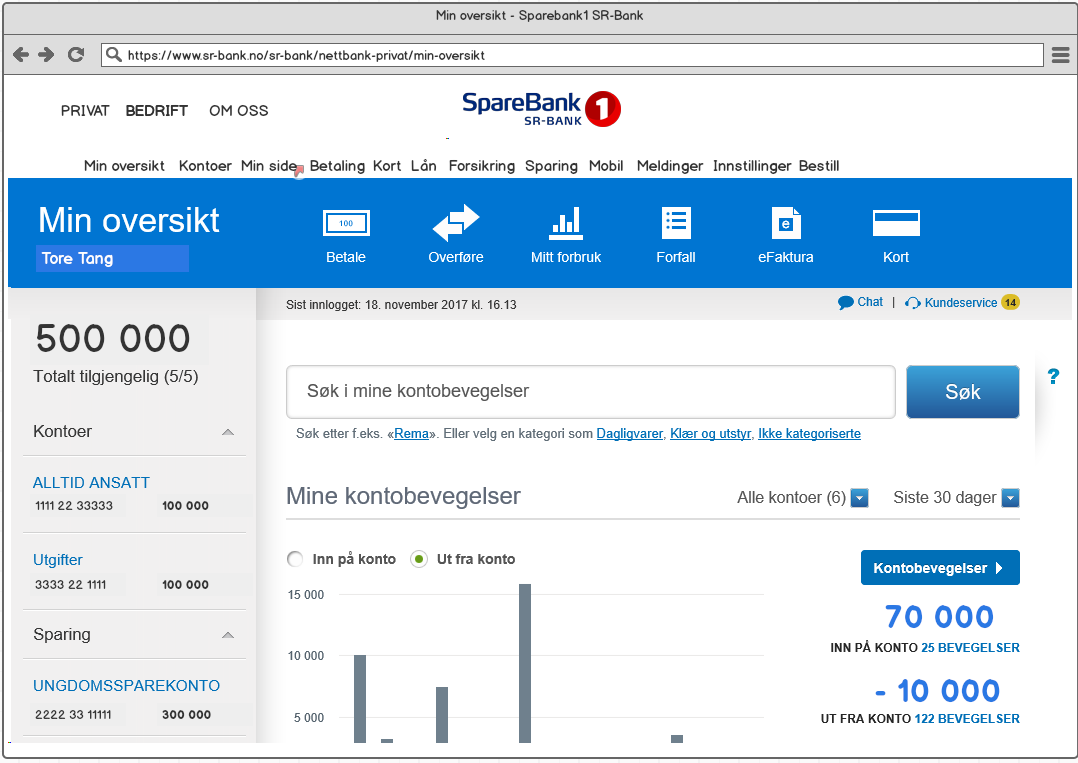 Min oversikt - Sparebank1 SR-Bank
https://www.sr-bank.no/sr-bank/nettbank-privat/min-oversikt
PRIVAT BEDRIFT OM OSS
SpareBank 1
SR-BANK
Min oversikt Kontoer Min side Betaling Kort Lån Forsikring Sparing Mobil Meldinger Innstillinger Bestill
Min oversikt
Tore Tang
100
e
Betale Overføre Mitt forbruk Forfall eFaktura Kort
Sist innlogget: 18. november 2017 kl. 16.13
Chat | Kundeservice 14
500 000
Totalt tilgjengelig (5/5)
Kontoer
ALLTID ANSATT
1111 22 33333 100 000
Utgifter
3333 22 1111 100 000
Sparing
UNGDOMSSPAREKONTO
2222 33 11111 300 000
Søk i mine kontobevegelser
Søk
?
Søk etter f.eks. «Rema». Eller velg en kategori som Dagligvarer, Klær og utstyr, Ikke kategoriserte
Mine kontobevegelser
Alle kontoer (6) Siste 30 dager
Inn på konto Ut fra konto
15 000
10 000
5 000
Kontobevegelser
70 000
INN PÅ KONTO 25 BEVEGELSER
- 10 000
UT FRA KONTO 122 BEVEGELSER